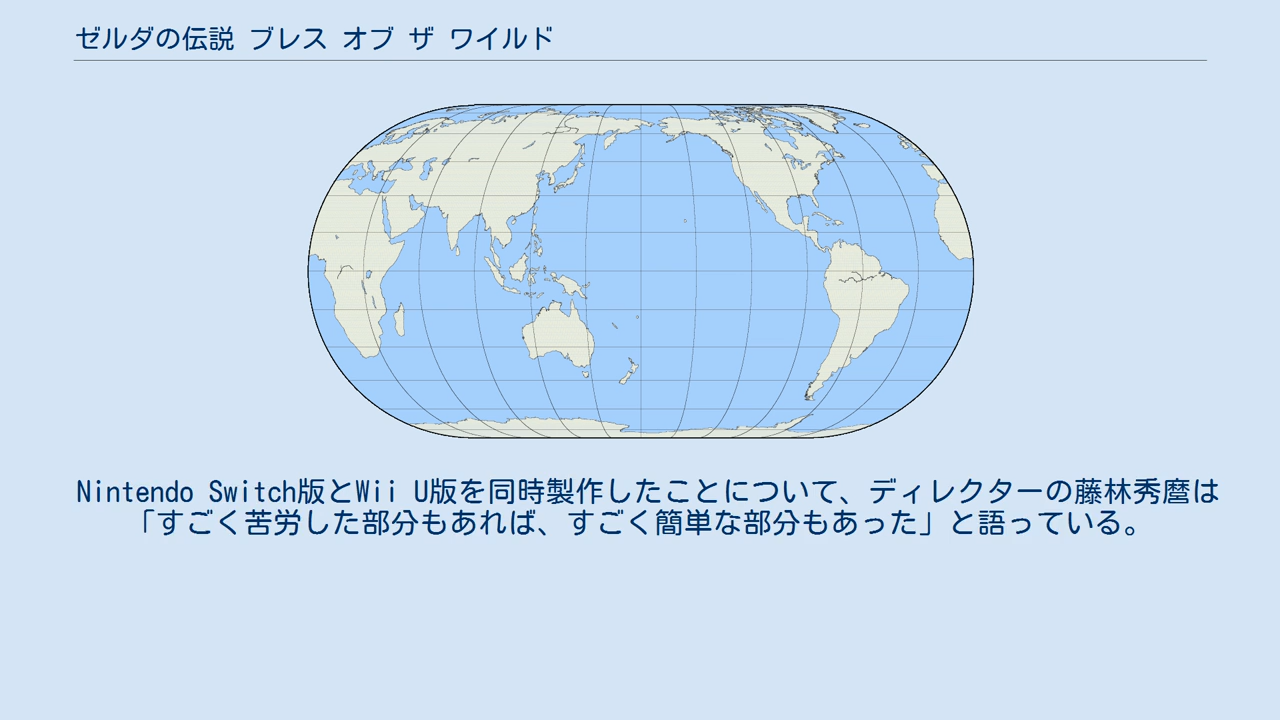 ゼルダの伝説 ブレス オブ ザ ワイルド
Nintendo Switch版とWii U版を同時製作したことについて、ディレクターの藤林秀麿は
「すごく苦労した部分もあれば、すごく簡単な部分もあった」と語っている。